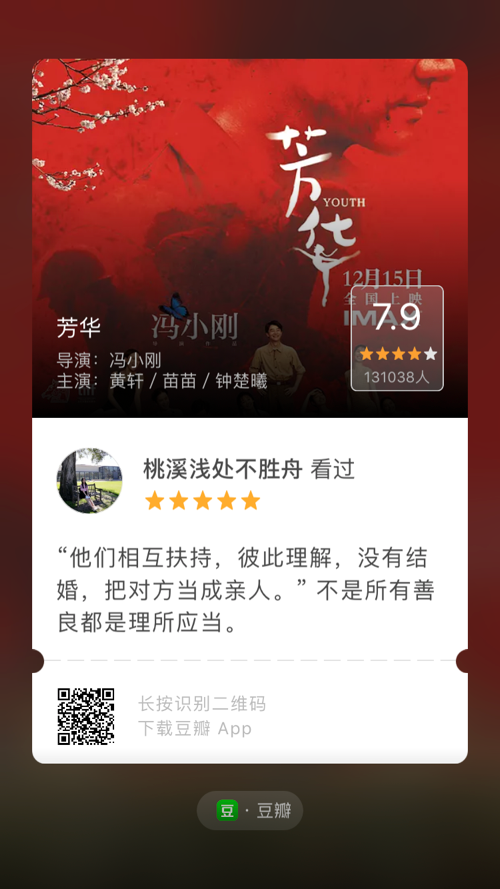 芳华
YOUTH
12月15日
全国上映
IMAX
冯小刚
7.9
131038人
芳华
导演：冯小刚
主演：黄轩 / 苗苗 / 钟楚曦
桃溪浅处不胜舟 看过
“他们相互扶持，彼此理解，没有结
婚，把对方当成亲人。” 不是所有善
良都是理所应当。
长按识别二维码
下载豆瓣 App
豆 · 豆瓣